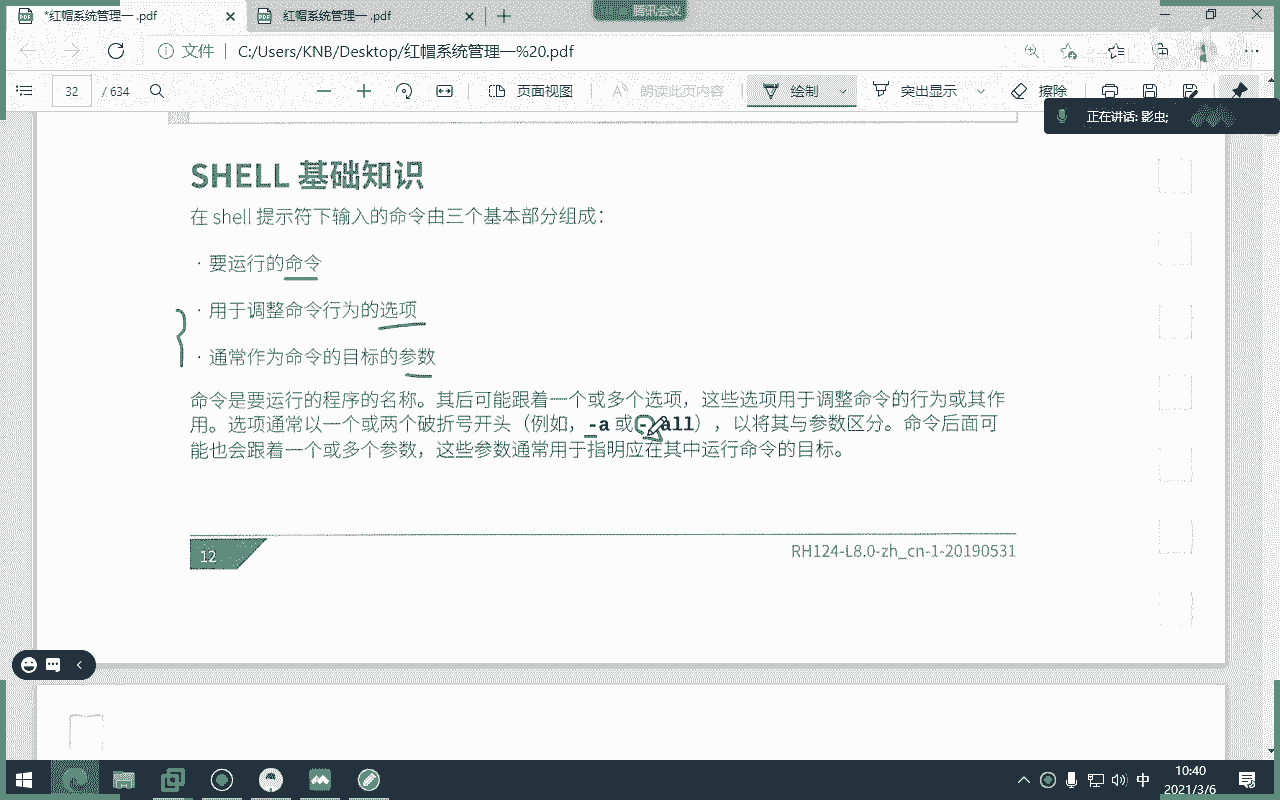 *红帽系统管理一 .pdf
红帽系统管理一 .pdf
腾讯会议
文件 C:/Users/KNB/Desktop/红帽系统管理一%20.pdf
32 / 634
页面视图 朗读此页内容 绘制 突出显示 擦除
正在讲话: 影虫;
SHELL 基础知识
在 shell 提示符下输入的命令由三个基本部分组成：
· 要运行的命令
· 用于调整命令行为的选项
· 通常作为命令的目标的参数
命令是要运行的程序的名称。其后可能跟着一个或多个选项，这些选项用于调整命令的行为或其作
用。选项通常以一个或两个破折号开头（例如，-a 或--all），以将其与参数区分。命令后面可
能也会跟着一个或多个参数，这些参数通常用于指明应在其中运行命令的目标。
12
RH124-L8.0-zh_cn-1-20190531
中
10:40
2021/3/6